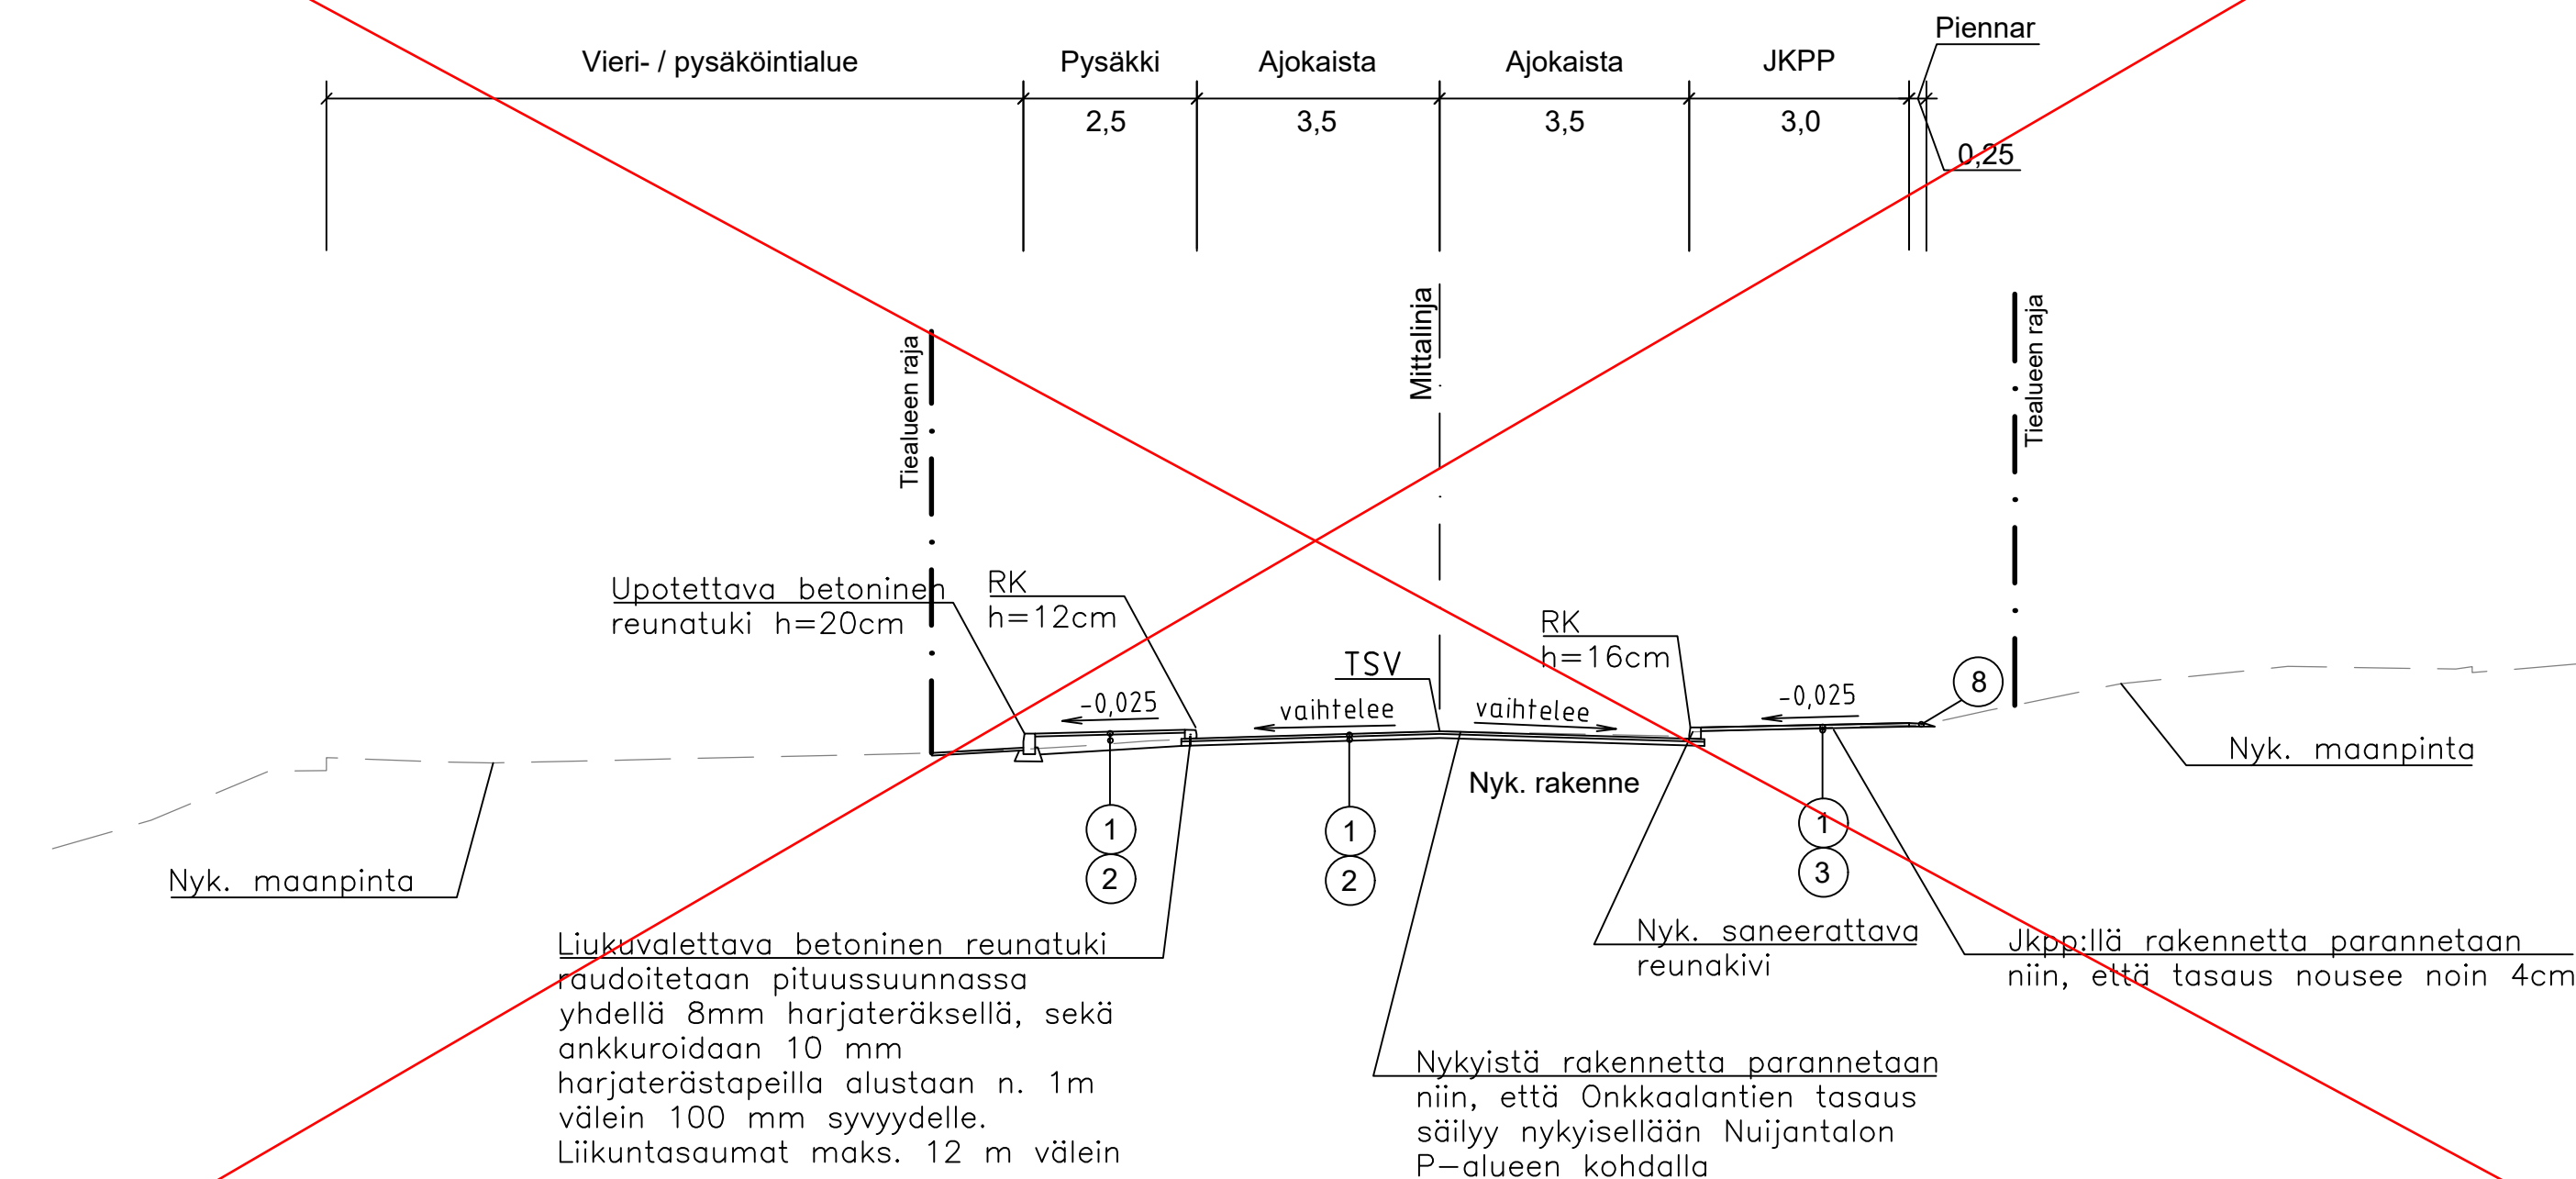 Piennar
Vieri- / pysäköintialue
Pysäkki
Ajokaista
Ajokaista
JKPP
2,5
3,5
3,5
3,0
0,25
Tiealueen raja
Mittalinja
Tiealueen raja
Upotettava betoninen
reunatuki h=20cm
RK
h=12cm
RK
h=16cm
TSV
-0,025
vaihtelee
vaihtelee
-0,025
8
Nyk. maanpinta
Nyk. rakenne
1
2
1
2
1
3
Nyk. maanpinta
Liukuvalettava betoninen reunatuki
raudoitetaan pituussuunnassa
yhdellä 8mm harjateräksellä, sekä
ankkuroidaan 10 mm
harjaterästapeilla alustaan n. 1m
välein 100 mm syvyydelle.
Liikuntasaumat maks. 12 m välein
Nyk. saneerattava
reunakivi
Jkpp:llä rakennetta parannetaan
niin, että tasaus nousee noin 4cm
Nykyistä rakennetta parannetaan
niin, että Onkkaalantien tasaus
säilyy nykyisellään Nuijantalon
P-alueen kohdalla